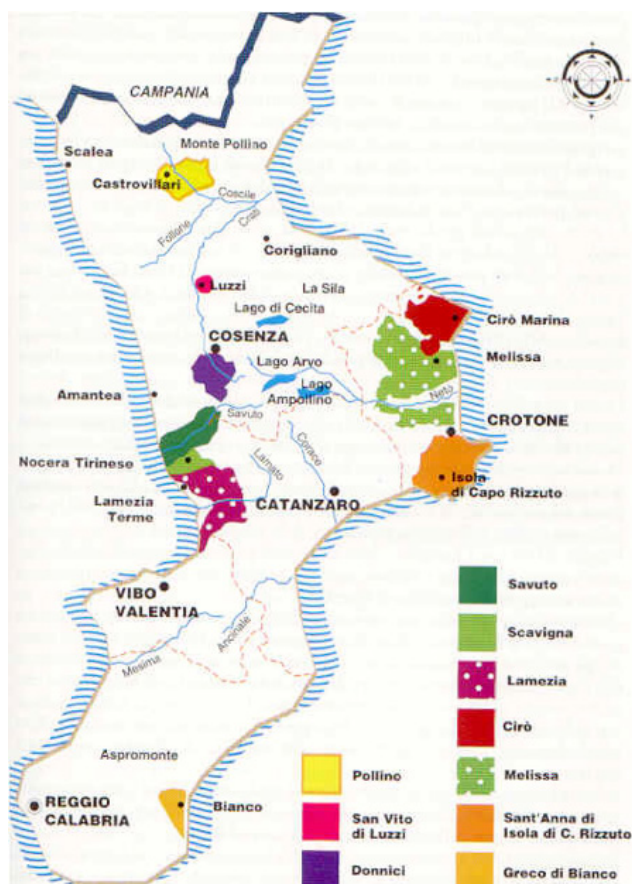 CAMPANIA
Monte Pollino
Scalea
Castrovillari
Coscile
Follone
Crati
Corigliano
Luzzi
La Sila
Lago di Cecita
Cirò Marina
COSENZA
Lago Arvo
Melissa
Lago
Ampollino
Neto
Amantea
Savuto
CROTONE
Nocera Tirinese
Lamato
Corace
Isola
di Capo Rizzuto
Lamezia
Terme
CATANZARO
VIBO
VALENTIA
Ancinale
Mesima
Aspromonte
REGGIO
CALABRIA
Bianco
Savuto
Scavigna
Lamezia
Cirò
Pollino
Melissa
San Vito
di Luzzi
Sant'Anna di
Isola di C. Rizzuto
Donnici
Greco di Bianco